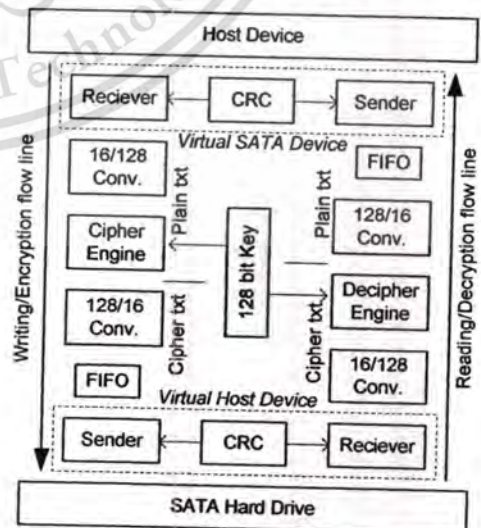 Technolo
Host Device
Reciever
CRC
Sender
Virtual SATA Device
16/128
Conv.
Plain txt
FIFO
Cipher
Engine
128 bit Key
Plain txt
128/16
Conv.
128/16
Conv.
Cipher txt
Cipher txt
Decipher
Engine
FIFO
16/128
Conv.
Virtual Host Device
Sender
CRC
Reciever
SATA Hard Drive
Writing/Encryption flow line
Reading/Decryption flow line